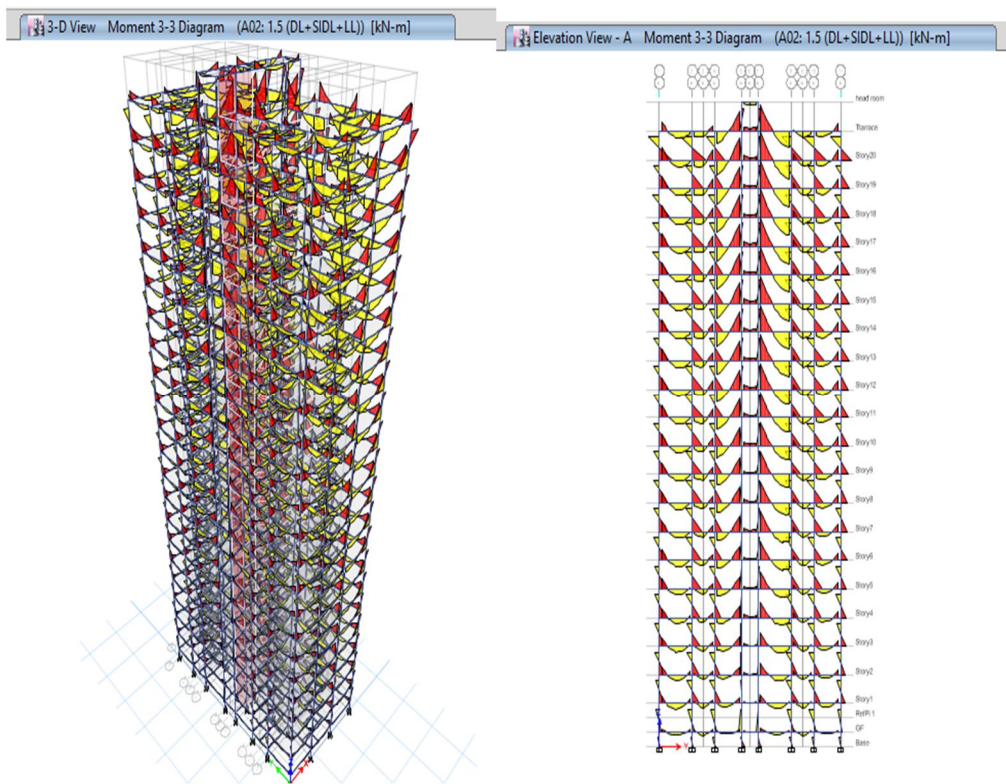 3-D View Moment 3-3 Diagram (A02: 1.5 (DL+SIDL+LL)) [kN-m]
Elevation View - A Moment 3-3 Diagram (A02: 1.5 (DL+SIDL+LL)) [kN-m]
head room
Story20
Story19
Story18
Story17
Story16
Story15
Story14
Story13
Story12
Story11
Story10
Story9
Story8
Story7
Story6
Story5
Story4
Story3
Story2
Story1
GF
Base
Y